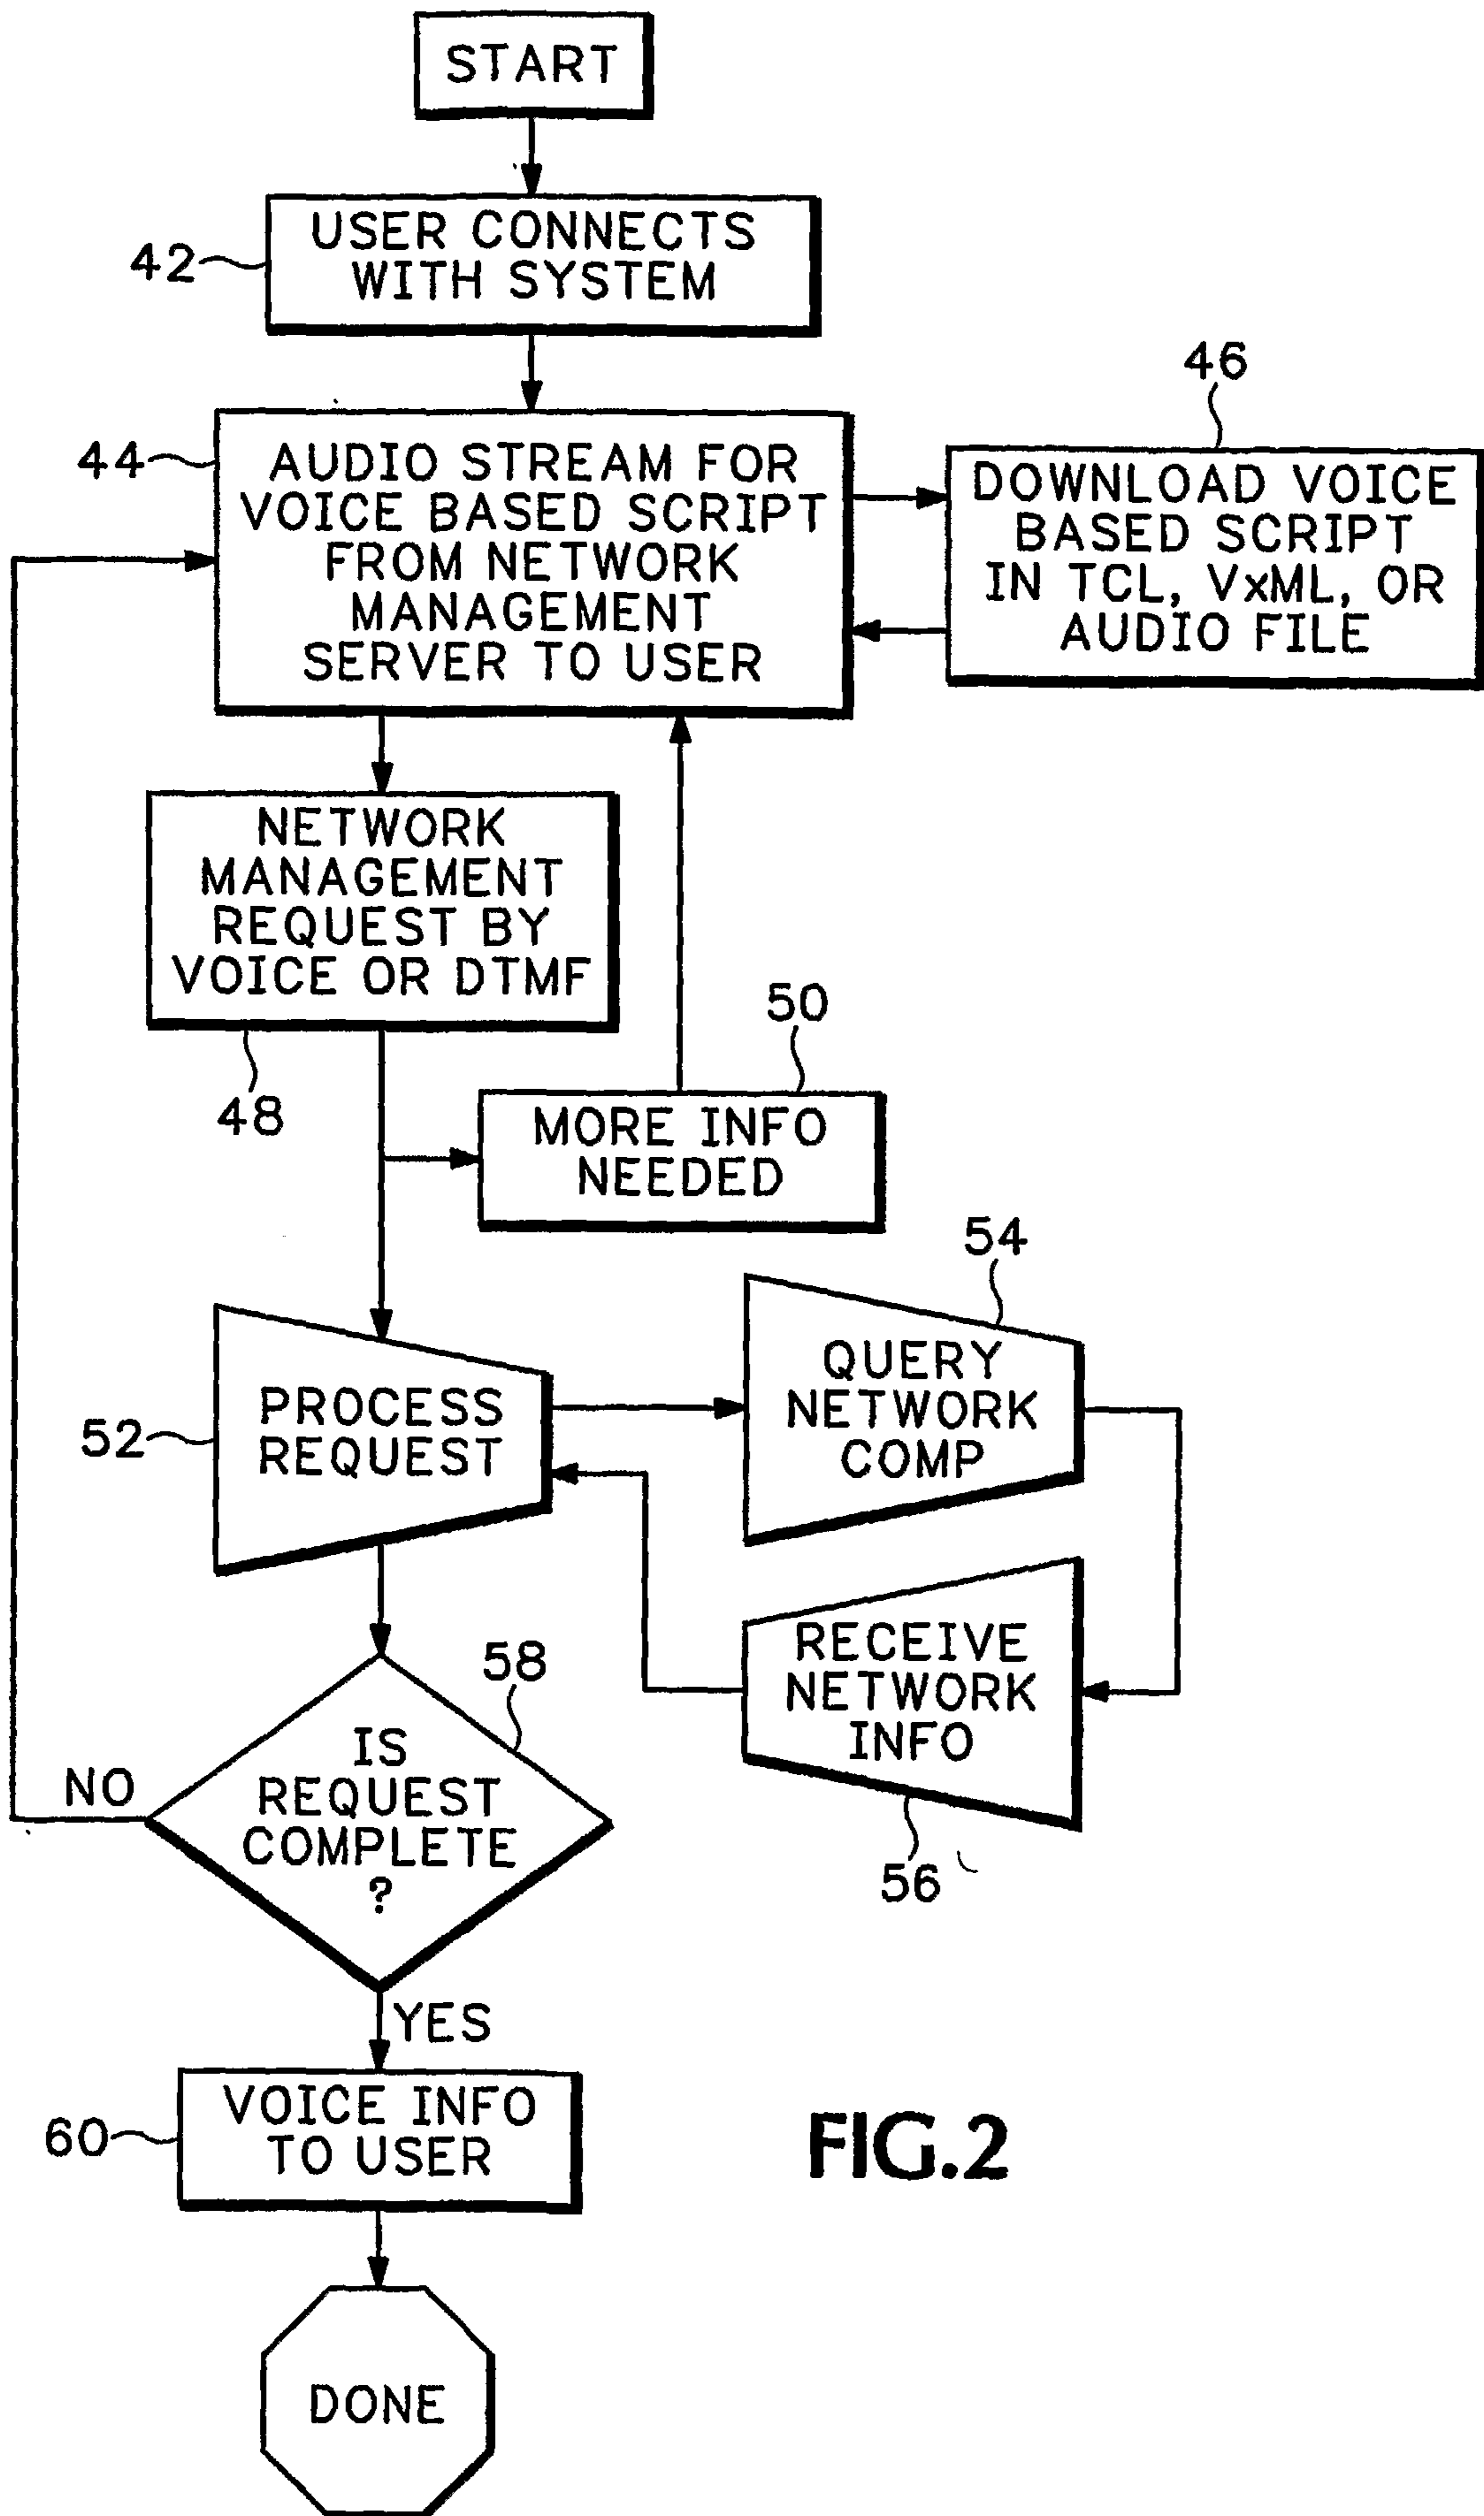 START
42
USER CONNECTS
WITH SYSTEM
44
AUDIO STREAM FOR
VOICE BASED SCRIPT
FROM NETWORK
MANAGEMENT
SERVER TO USER
46
DOWNLOAD VOICE
BASED SCRIPT
IN TCL, VxML, OR
AUDIO FILE
NETWORK
MANAGEMENT
REQUEST BY
VOICE OR DTMF
48
50
MORE INFO
NEEDED
52
PROCESS
REQUEST
54
QUERY
NETWORK
COMP
RECEIVE
NETWORK
INFO
56
58
IS
REQUEST
COMPLETE
?
NO
YES
60
VOICE INFO
TO USER
FIG.2
DONE